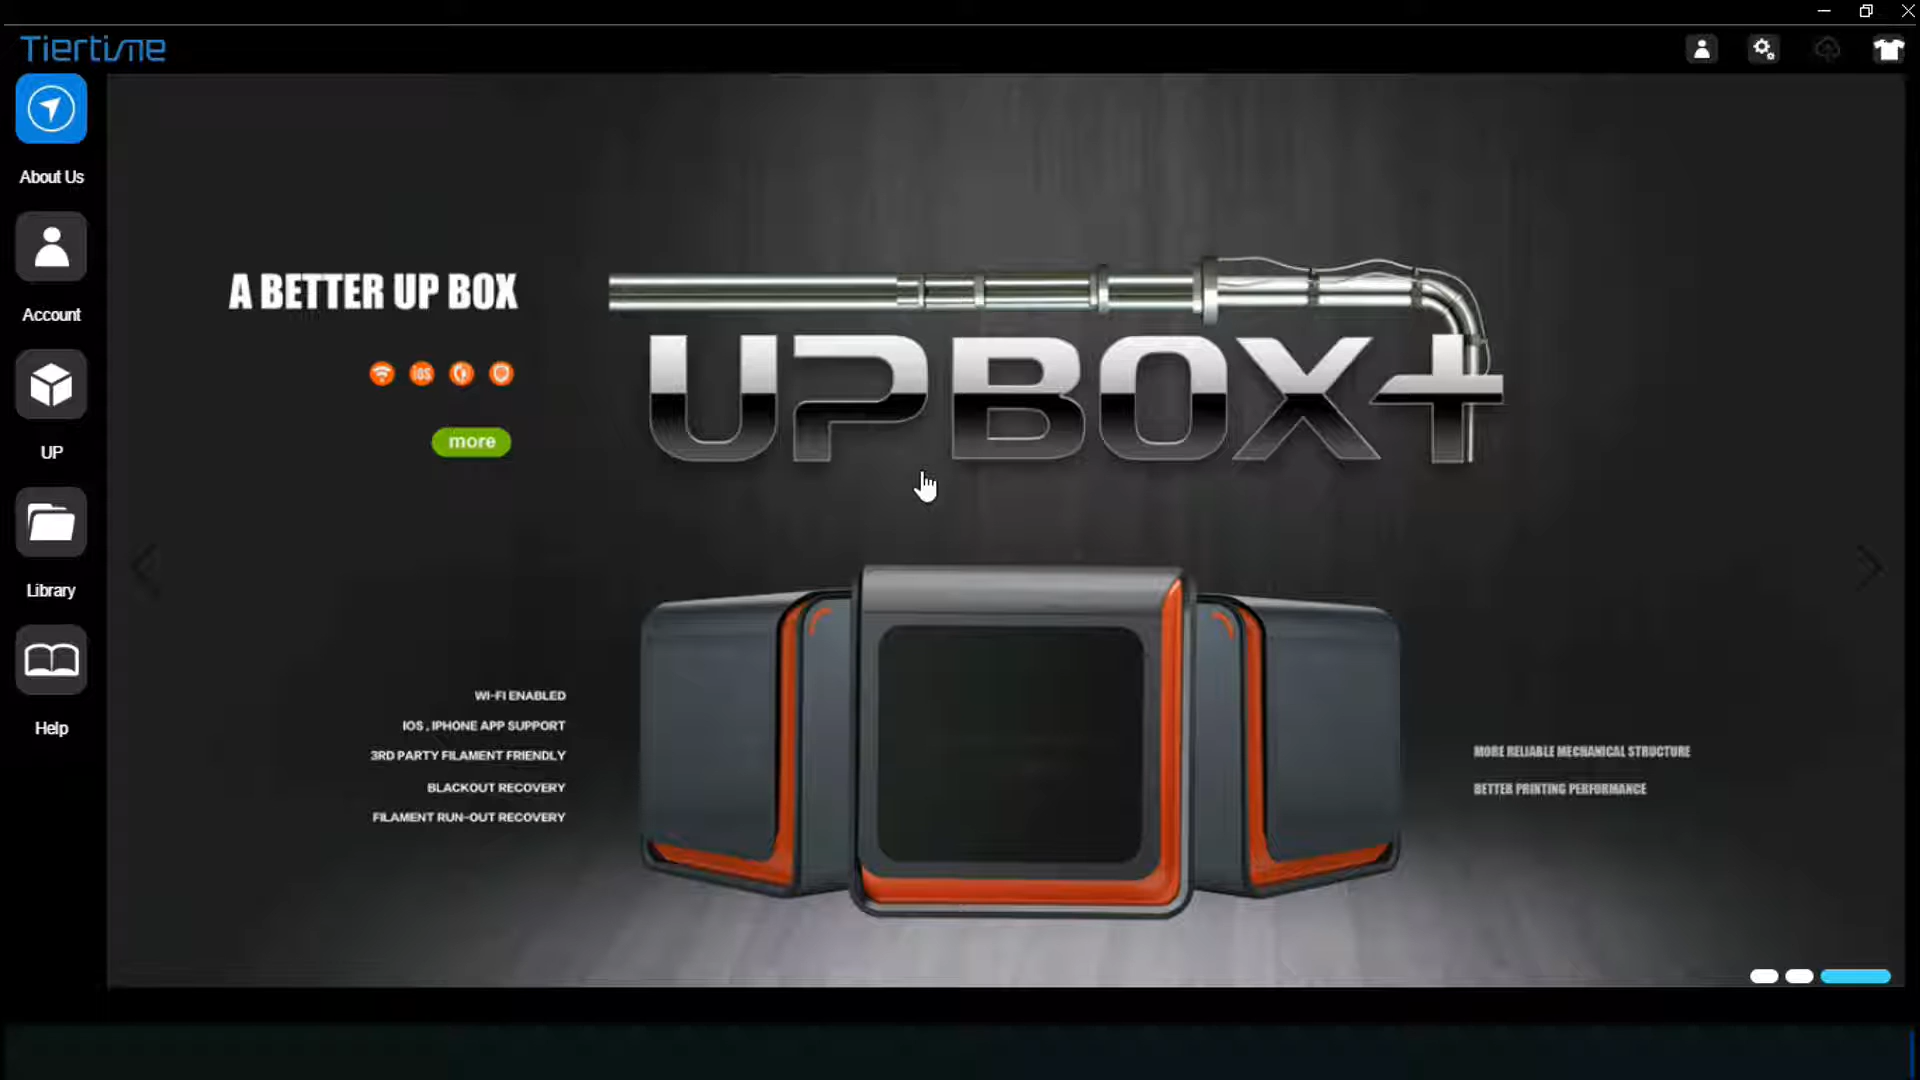 Tiertime
About Us
Account
UP
Library
Help
A BETTER UP BOX
iOS
more
UPBOX+
WI-FI ENABLED
IOS , IPHONE APP SUPPORT
3RD PARTY FILAMENT FRIENDLY
BLACKOUT RECOVERY
FILAMENT RUN-OUT RECOVERY
MORE RELIABLE MECHANICAL STRUCTURE
BETTER PRINTING PERFORMANCE